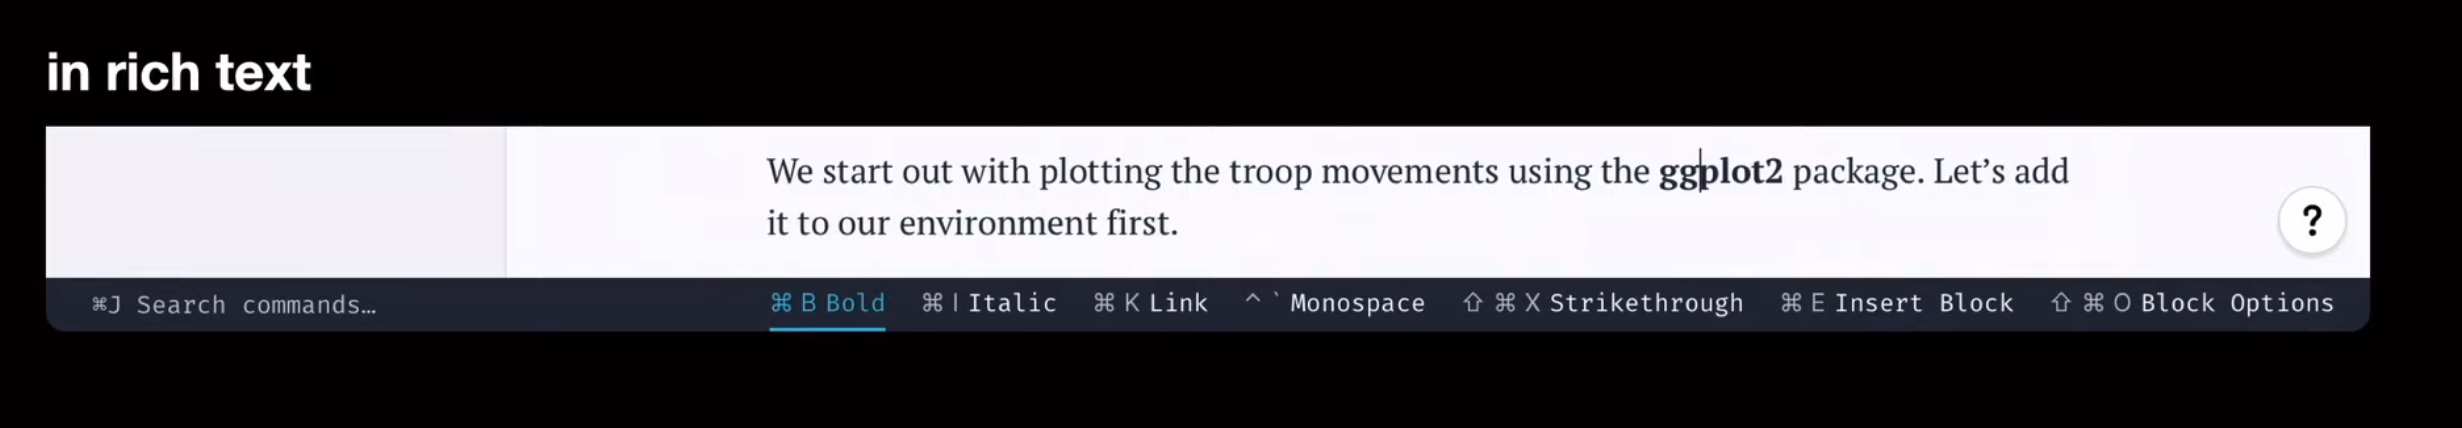 in rich text
We start out with plotting the troop movements using the ggplot2 package. Let’s add
it to our environment first.
?
⌘J Search commands… ⌘ B Bold ⌘ I Italic ⌘ K Link ^ ` Monospace ⇧ ⌘ X Strikethrough ⌘ E Insert Block ⇧ ⌘ O Block Options